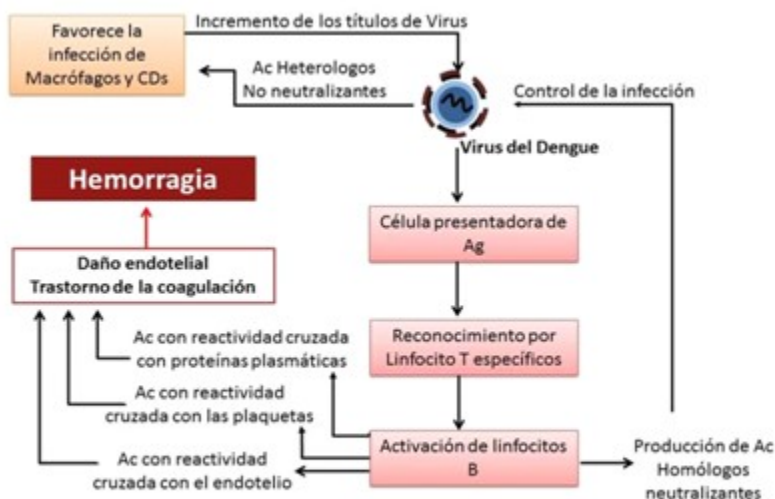 Favorece la
infección de
Macrófagos y CDs
Incremento de los títulos de Virus
Ac Heterologos
No neutralizantes
Control de la infección
Virus del Dengue
Hemorragia
Célula presentadora de
Ag
Daño endotelial
Trastorno de la coagulación
Reconocimiento por
Linfocito T específicos
Ac con reactividad cruzada
con proteínas plasmáticas
Ac con reactividad
cruzada con las plaquetas
Ac con reactividad
cruzada con el endotelio
Activación de linfocitos
B
Producción de Ac
Homólogos
neutralizantes